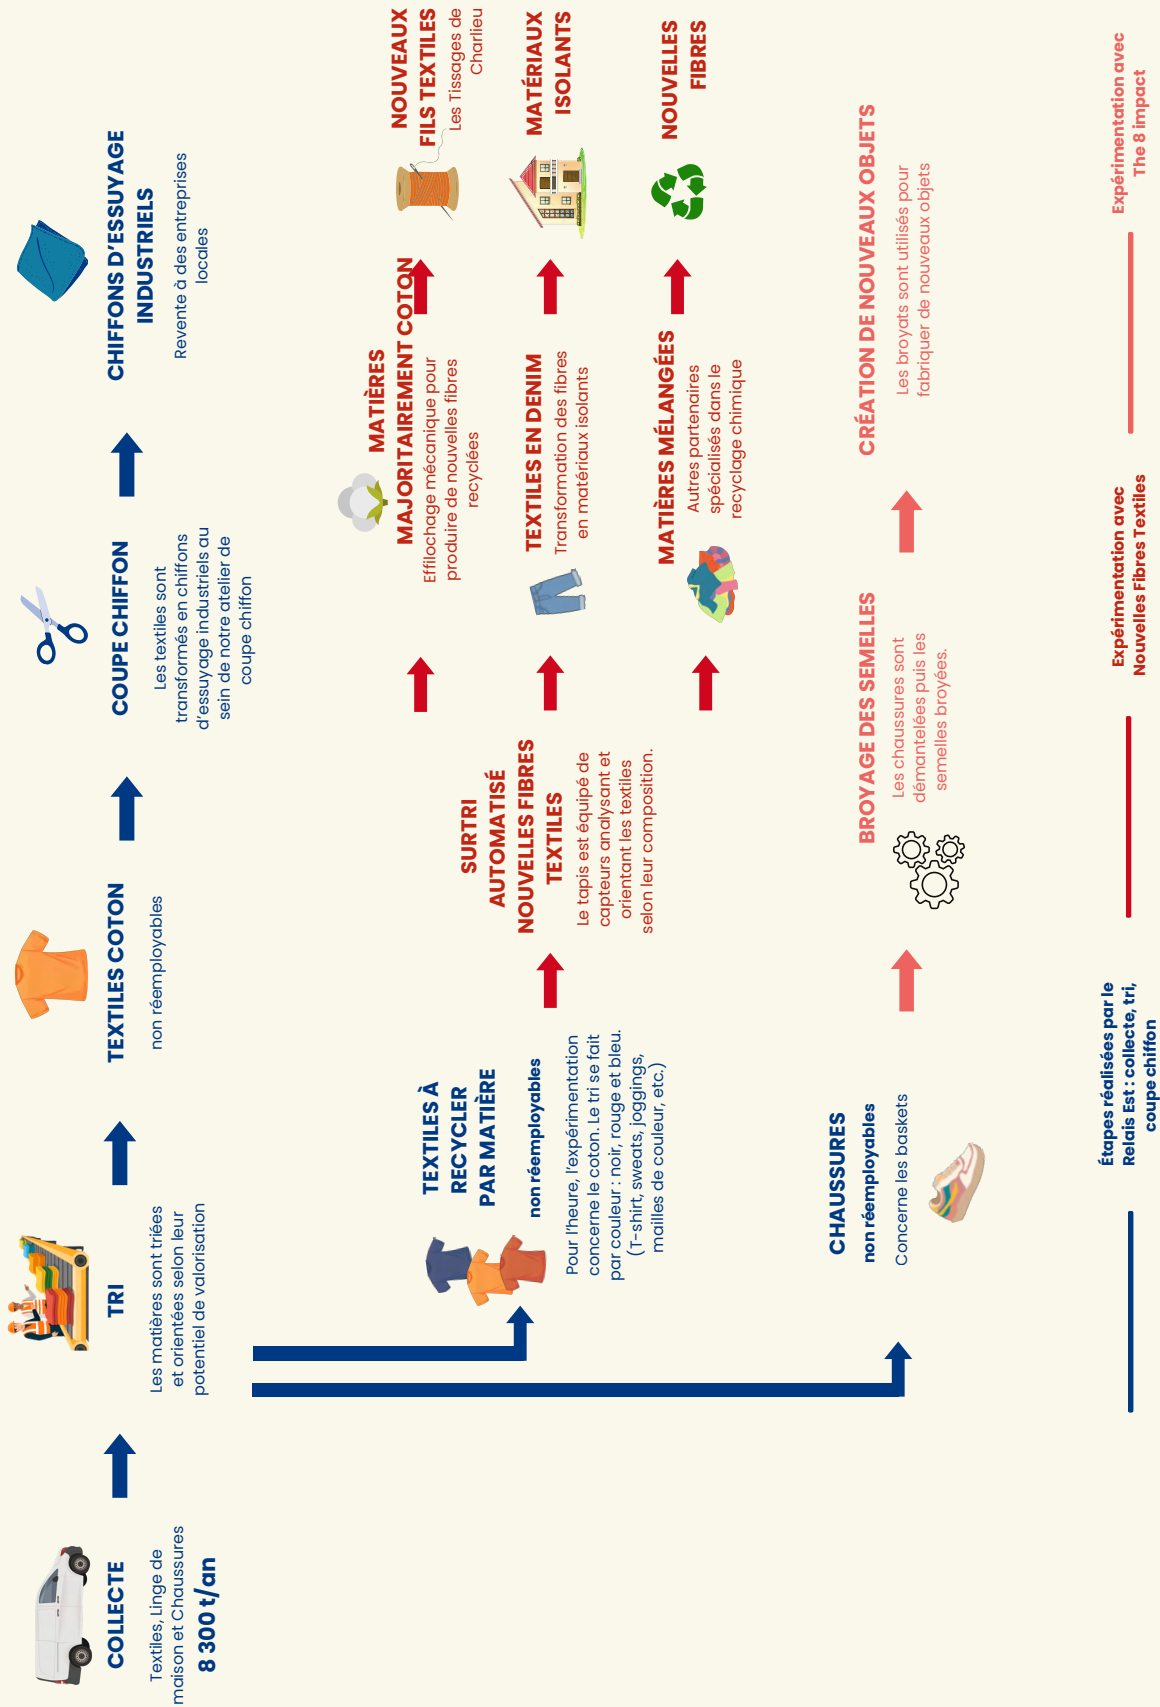 COLLECTE
Textiles, Linge de
maison et Chaussures
8 300 t/an
TRI
Les matières sont triées
et orientées selon leur
potentiel de valorisation
TEXTILES COTON
non réemployables
COUPE CHIFFON
Les textiles sont
transformés en chiffons
d'essuyage industriels au
sein de notre atelier de
coupe chiffon
CHIFFONS D'ESSUYAGE
INDUSTRIELS
Revente à des entreprises
locales
TEXTILES À
RECYCLER
PAR MATIÈRE
non réemployables
Pour l'heure, l'expérimentation
concerne le coton. Le tri se fait
par couleur : noir, rouge et bleu.
(T-shirt, sweats, joggings,
mailles de couleur, etc.)
SURTRI
AUTOMATISÉ
NOUVELLES FIBRES
TEXTILES
Le tapis est équipé de
capteurs analysant et
orientant les textiles
selon leur composition.
MATIÈRES
MAJORITAIREMENT COTON
Effilochage mécanique pour
produire de nouvelles fibres
recyclées
NOUVEAUX
FILS TEXTILES
Les Tissages de
Charlieu
TEXTILES EN DENIM
Transformation des fibres
en matériaux isolants
MATÉRIAUX
ISOLANTS
MATIÈRES MÉLANGÉES
Autres partenaires
spécialisés dans le
recyclage chimique
NOUVELLES
FIBRES
CHAUSSURES
non réemployables
Concerne les baskets
BROYAGE DES SEMELLES
Les chaussures sont
démantelées puis les
semelles broyées.
CRÉATION DE NOUVEAUX OBJETS
Les broyats sont utilisés pour
fabriquer de nouveaux objets
Étapes réalisées par le
Relais Est : collecte, tri,
coupe chiffon
Expérimentation avec
Nouvelles Fibres Textiles
Expérimentation avec
The 8 impact